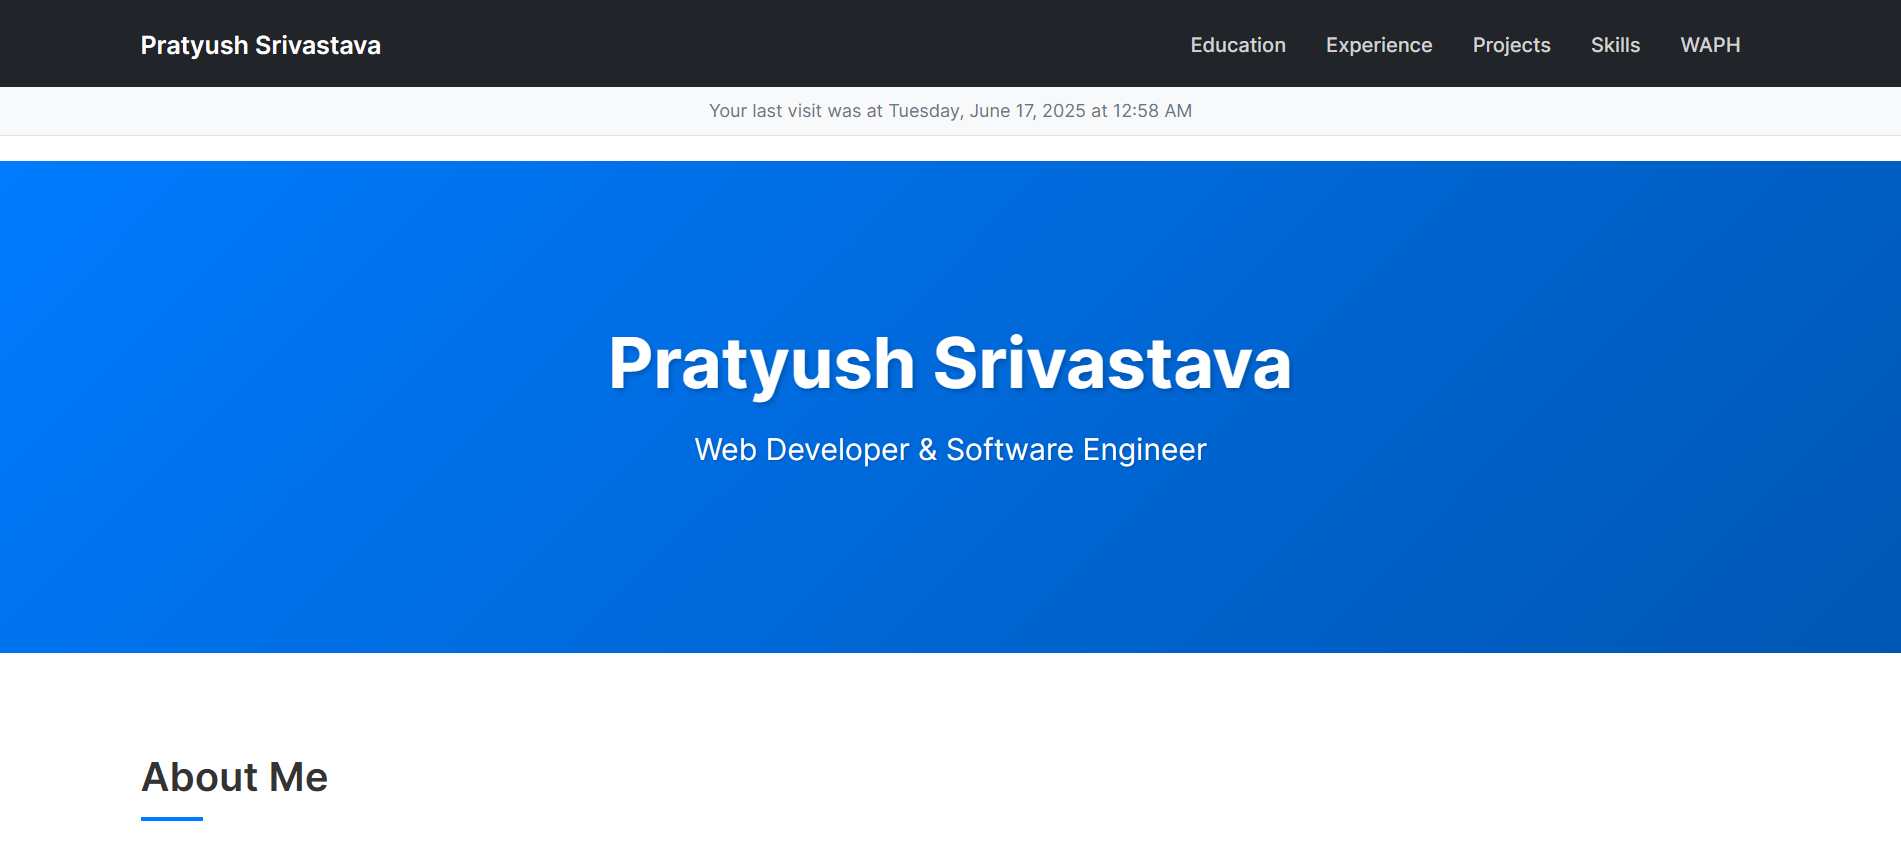 Pratyush Srivastava
Education Experience Projects Skills WAPH
Your last visit was at Tuesday, June 17, 2025 at 12:58 AM
Pratyush Srivastava
Web Developer & Software Engineer
About Me